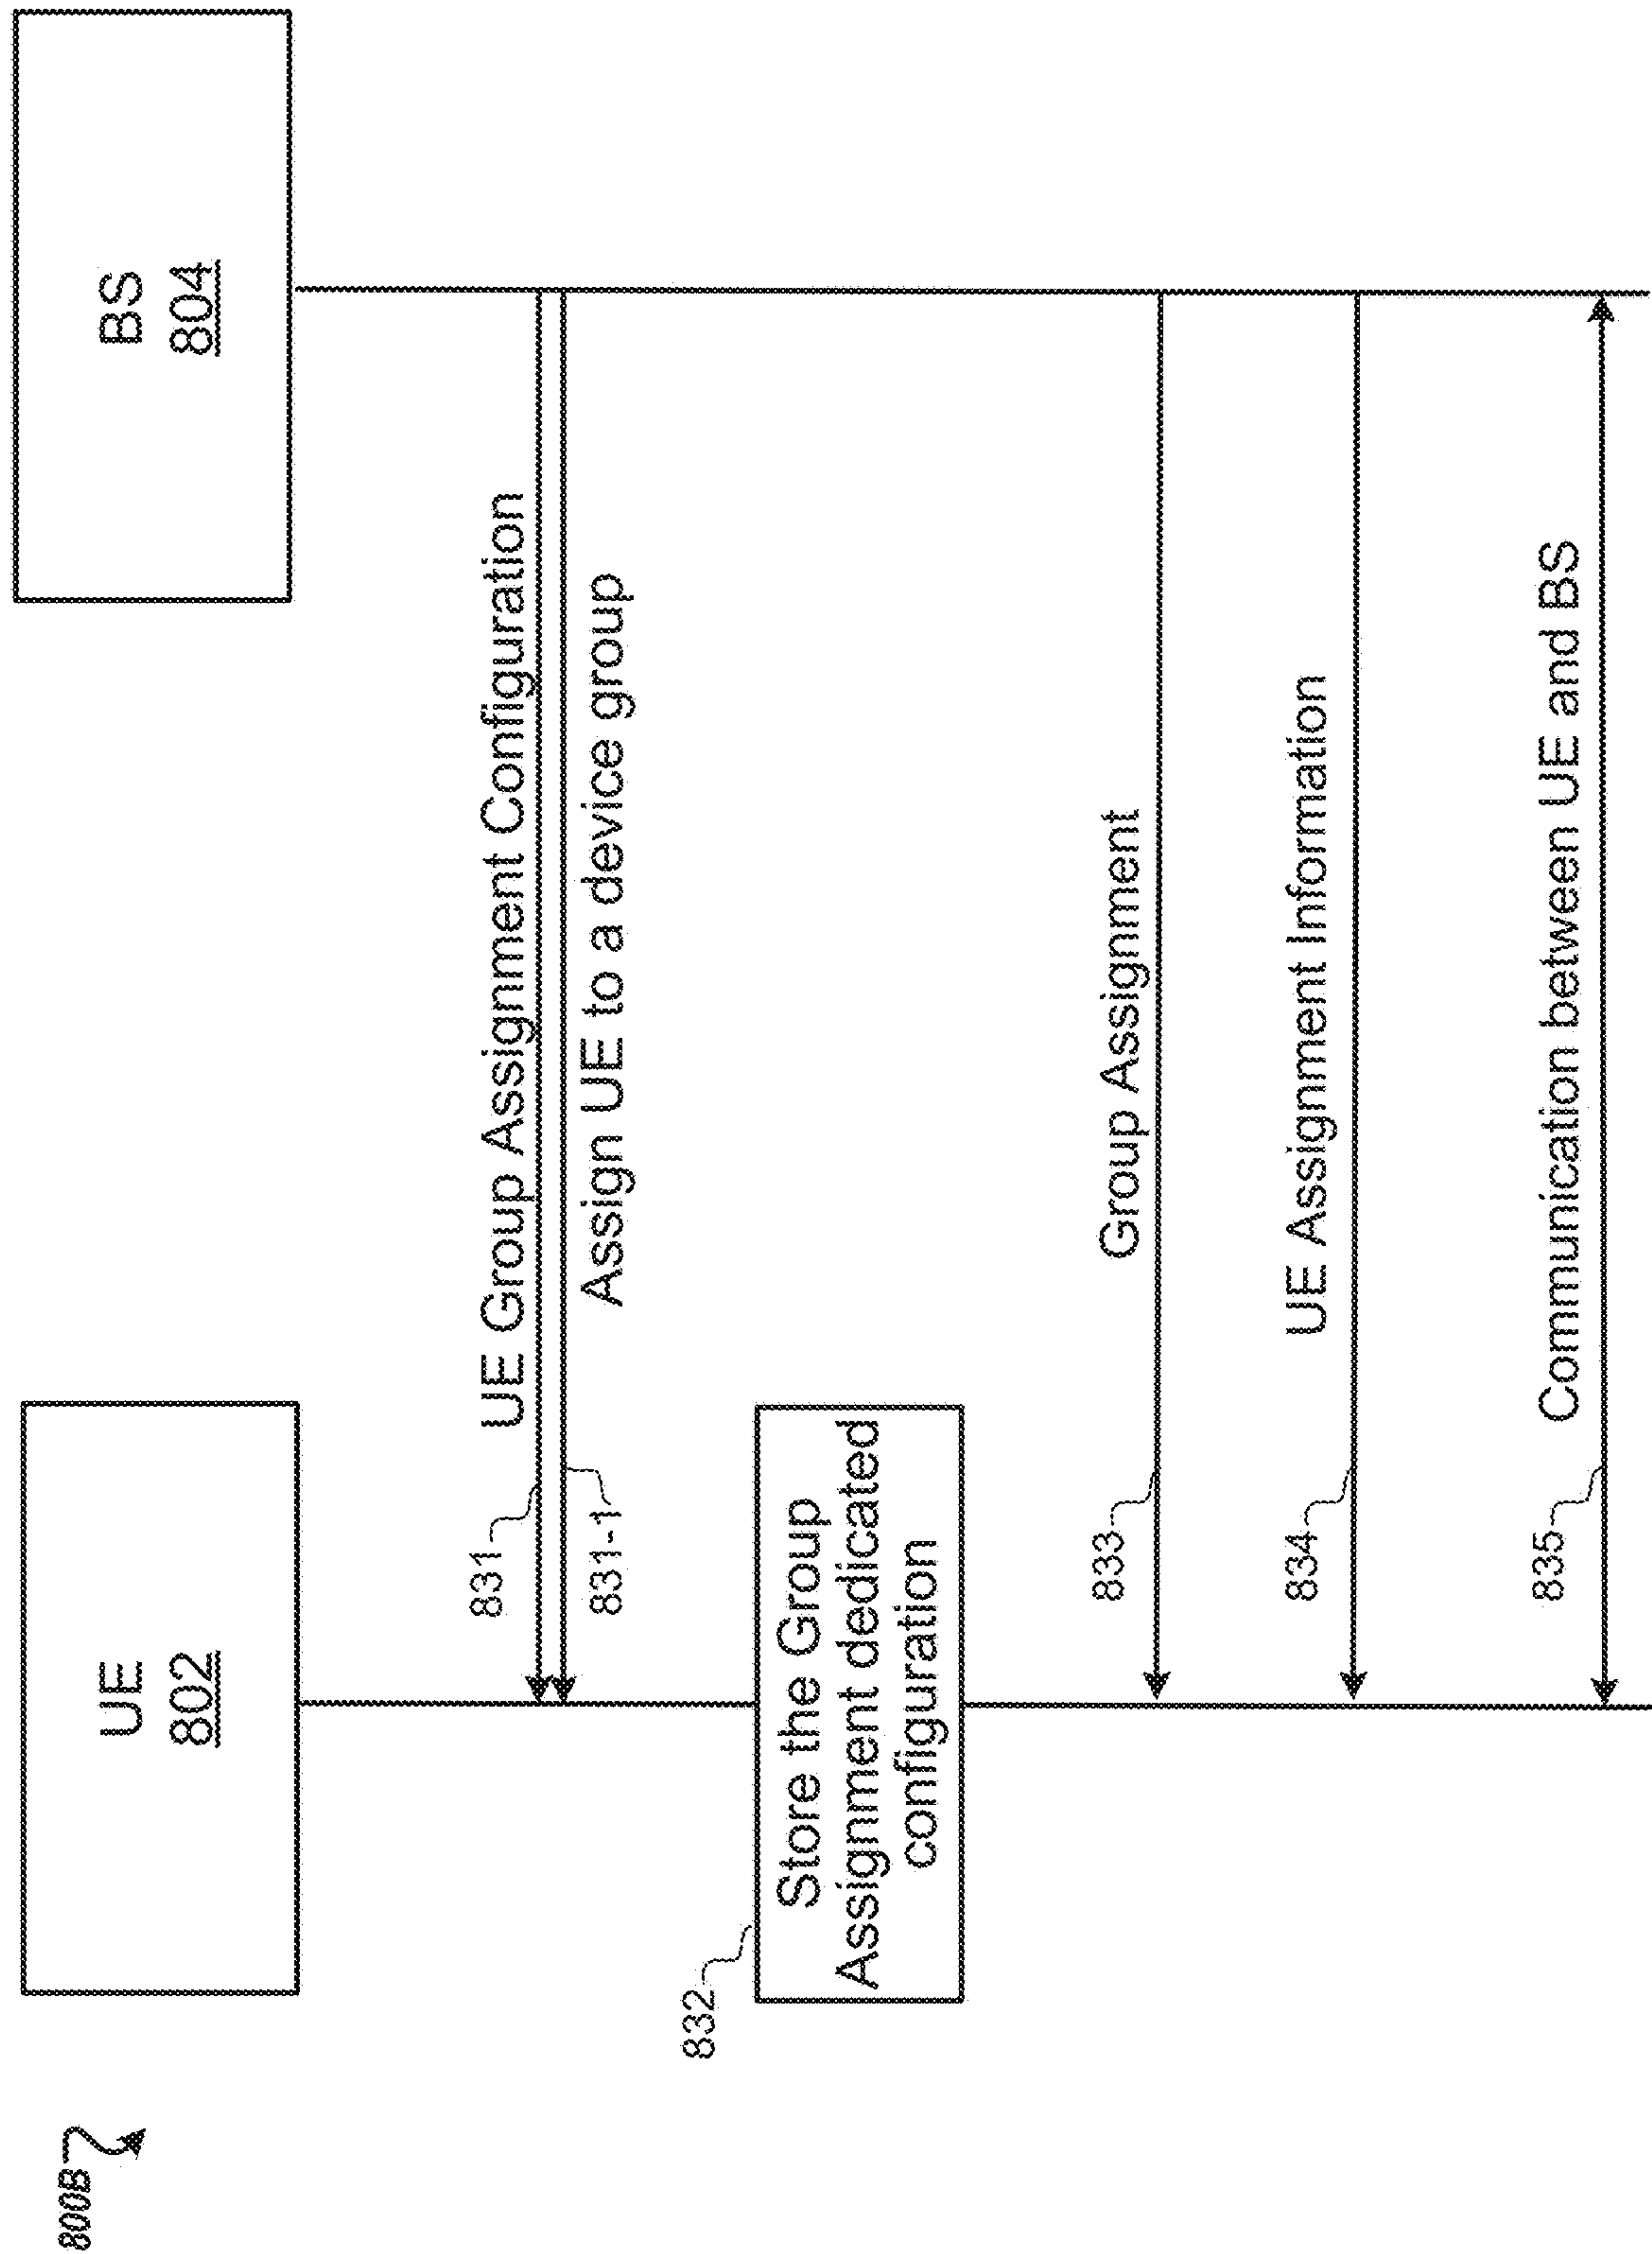 800B
UE
802
BS
804
UE Group Assignment Configuration
831
831-1
Assign UE to a device group
832
Store the Group
Assignment dedicated
configuration
Group Assignment
833
UE Assignment Information
834
Communication between UE and BS
835